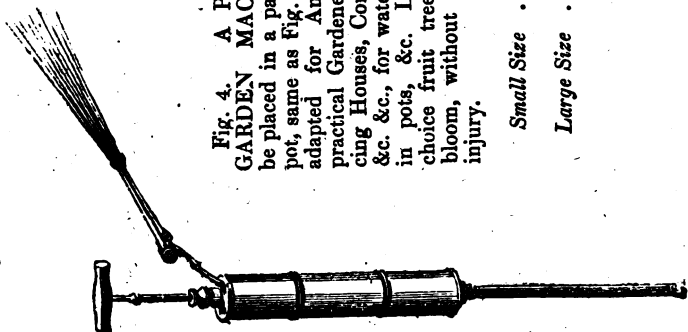 Fig. 4. A P
GARDEN MAC
be placed in a pa
pot, same as Fig.
adapted for Am
practical Gardene
cing Houses, Con
&c. &c., for wate
in pots, &c. L
choice fruit tree
bloom, without
injury.
Small Size .
Large Size .